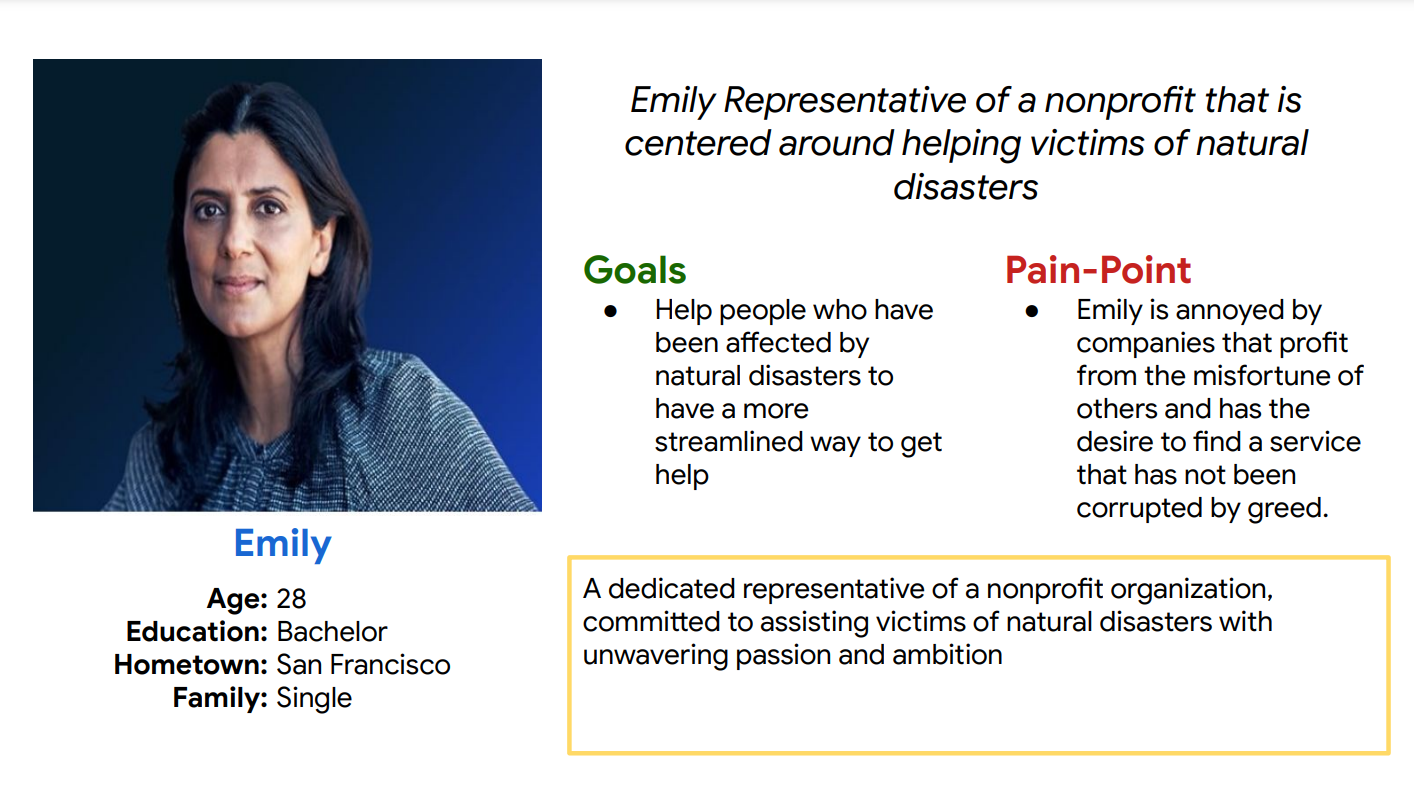 Emily Representative of a nonprofit that is
centered around helping victims of natural
disasters
Goals
● Help people who have
been affected by
natural disasters to
have a more
streamlined way to get
help
Pain-Point
● Emily is annoyed by
companies that profit
from the misfortune of
others and has the
desire to find a service
that has not been
corrupted by greed.
Emily
Age: 28
Education: Bachelor
Hometown: San Francisco
Family: Single
A dedicated representative of a nonprofit organization,
committed to assisting victims of natural disasters with
unwavering passion and ambition